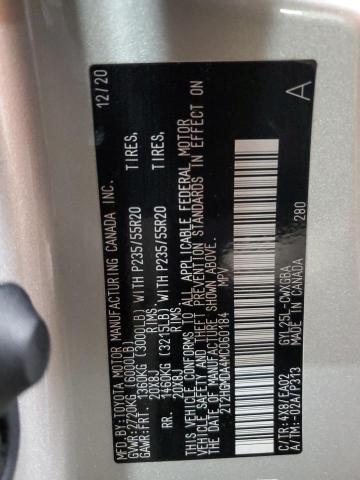 MFD. BY: TOYOTA MOTOR MANUFACTURING CANADA INC. 12/20
GVWR: 2720KG (6000LB)
GAWR: FRT. 1360KG (3000LB) WITH P235/55R20 TIRES,
20X8J RIMS
RR. 1460KG (3215LB) WITH P235/55R20 TIRES,
20X8J RIMS
THIS VEHICLE CONFORMS TO ALL APPLICABLE FEDERAL MOTOR
VEHICLE SAFETY AND THEFT PREVENTION STANDARDS IN EFFECT ON
THE DATE OF MANUFACTURE SHOWN ABOVE.
MPV
A
C/TR: 4X8/EA02 GYL25L-CWXGBA 280
A/TM: -02A/P313 MADE IN CANADA